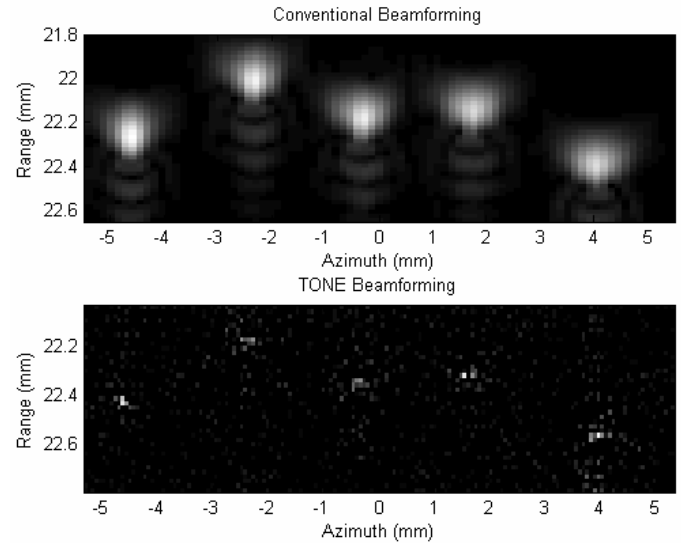 Conventional Beamforming
21.8
22
22.2
22.4
22.6
Range (mm)
-5 -4 -3 -2 -1 0 1 2 3 4 5
Azimuth (mm)
TONE Beamforming
22.2
22.4
22.6
Range (mm)
-5 -4 -3 -2 -1 0 1 2 3 4 5
Azimuth (mm)